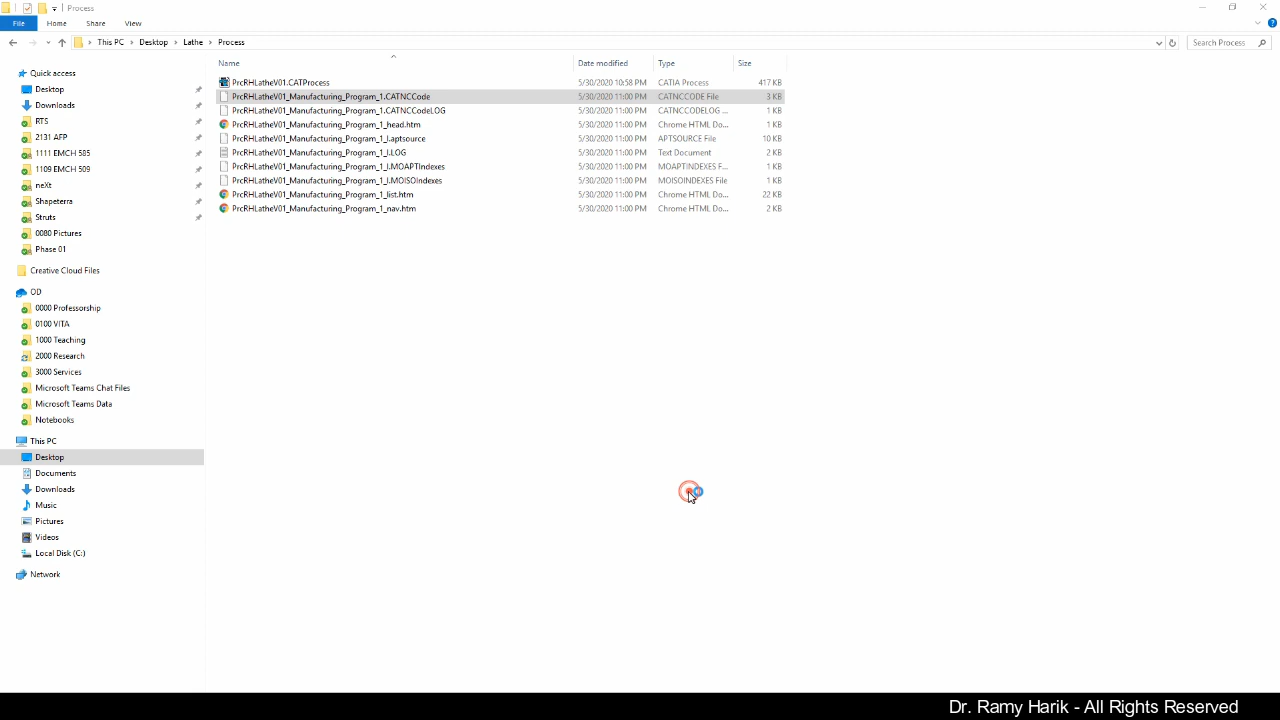 Process
File Home Share View
This PC Desktop Lathe Process Search Process
Name Date modified Type Size
Quick access
Desktop
Downloads
RTS
2131 AFP
1111 EMCH 585
1109 EMCH 509
neXt
Shapeterra
Struts
0080 Pictures
Phase 01
Creative Cloud Files
OD
0000 Professorship
0100 VITA
1000 Teaching
2000 Research
3000 Services
Microsoft Teams Chat Files
Microsoft Teams Data
Notebooks
This PC
Desktop
Documents
Downloads
Music
Pictures
Videos
Local Disk (C:)
Network
PrcRHLatheV01.CATProcess 5/30/2020 10:58 PM CATIA Process 417 KB
PrcRHLatheV01_Manufacturing_Program_1.CATNCCode 5/30/2020 11:00 PM CATNCCODE File 3 KB
PrcRHLatheV01_Manufacturing_Program_1.CATNCCodeLOG 5/30/2020 11:00 PM CATNCCODELOG ... 1 KB
PrcRHLatheV01_Manufacturing_Program_1_head.htm 5/30/2020 11:00 PM Chrome HTML Do... 1 KB
PrcRHLatheV01_Manufacturing_Program_1_I.aptsource 5/30/2020 11:00 PM APTSOURCE File 10 KB
PrcRHLatheV01_Manufacturing_Program_1_I.LOG 5/30/2020 11:00 PM Text Document 2 KB
PrcRHLatheV01_Manufacturing_Program_1_I.MOAPTIndexes 5/30/2020 11:00 PM MOAPTINDEXES F... 1 KB
PrcRHLatheV01_Manufacturing_Program_1_I.MOISOIndexes 5/30/2020 11:00 PM MOISOINDEXES File 1 KB
PrcRHLatheV01_Manufacturing_Program_1_list.htm 5/30/2020 11:00 PM Chrome HTML Do... 22 KB
PrcRHLatheV01_Manufacturing_Program_1_nav.htm 5/30/2020 11:00 PM Chrome HTML Do... 2 KB
Dr. Ramy Harik - All Rights Reserved